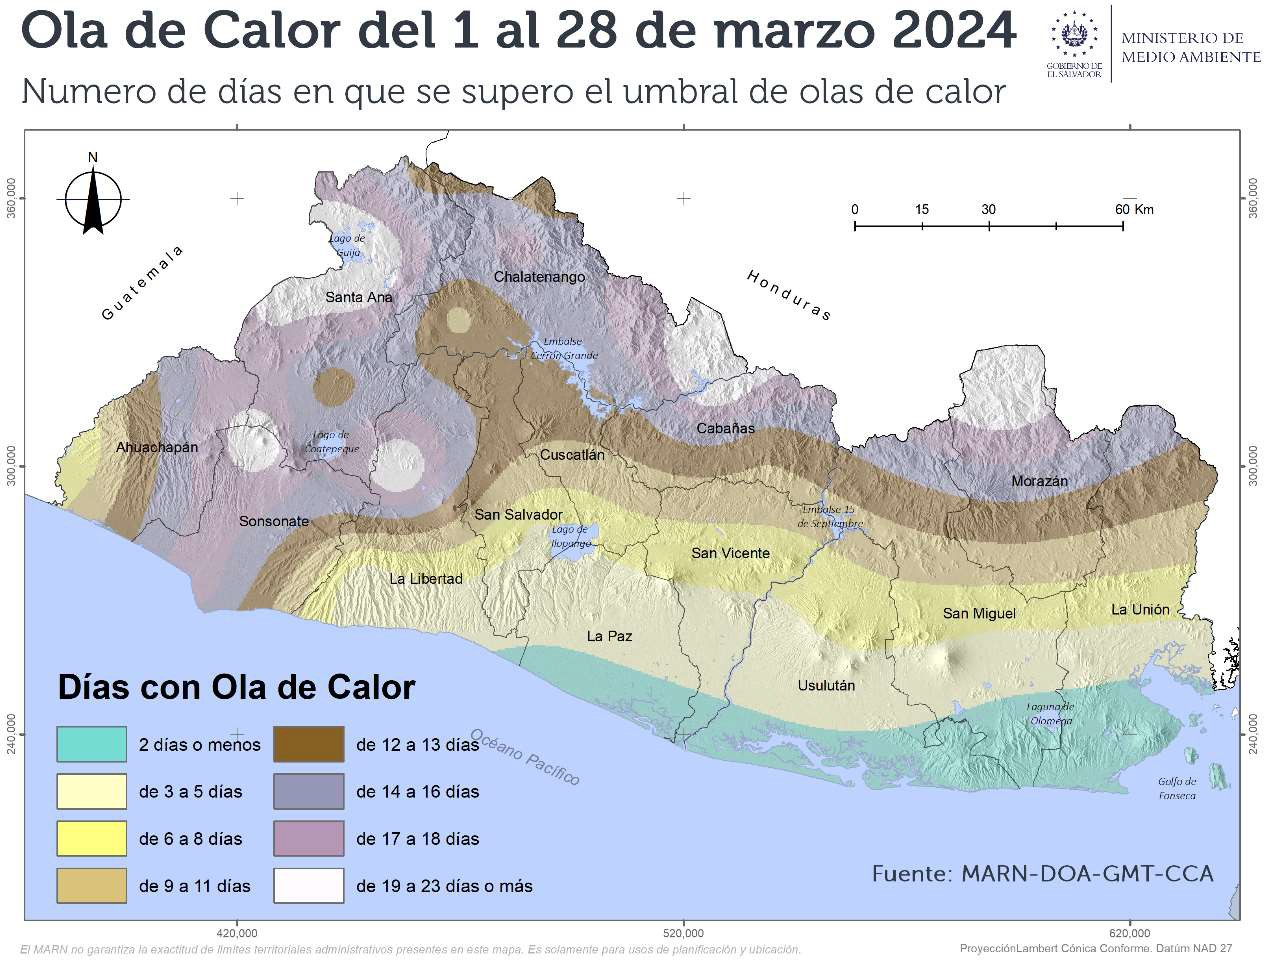 Ola de Calor del 1 al 28 de marzo 2024
Numero de días en que se supero el umbral de olas de calor
GOBIERNO DE
EL SALVADOR
MINISTERIO DE
MEDIO AMBIENTE
N
360,000
360,000
0 15 30 60 Km
Guatemala
Honduras
Lago de
Guija
Santa Ana
Chalatenango
Embalse
Cerrón Grande
Ahuachapán
Lago de
Coatepeque
Cabañas
Cuscatlán
Morazán
300,000
300,000
Sonsonate
San Salvador
Embalse 15
de Septiembre
Lago de
Ilopango
San Vicente
La Libertad
San Miguel
La Unión
La Paz
Usulután
Laguna de
Olomega
240,000
240,000
Océano Pacífico
Golfo de
Fonseca
Días con Ola de Calor
2 días o menos
de 3 a 5 días
de 6 a 8 días
de 9 a 11 días
de 12 a 13 días
de 14 a 16 días
de 17 a 18 días
de 19 a 23 días o más
Fuente: MARN-DOA-GMT-CCA
420,000
520,000
620,000
El MARN no garantiza la exactitud de límites territoriales administrativos presentes en este mapa. Es solamente para usos de planificación y ubicación.
ProyecciónLambert Cónica Conforme. Datúm NAD 27